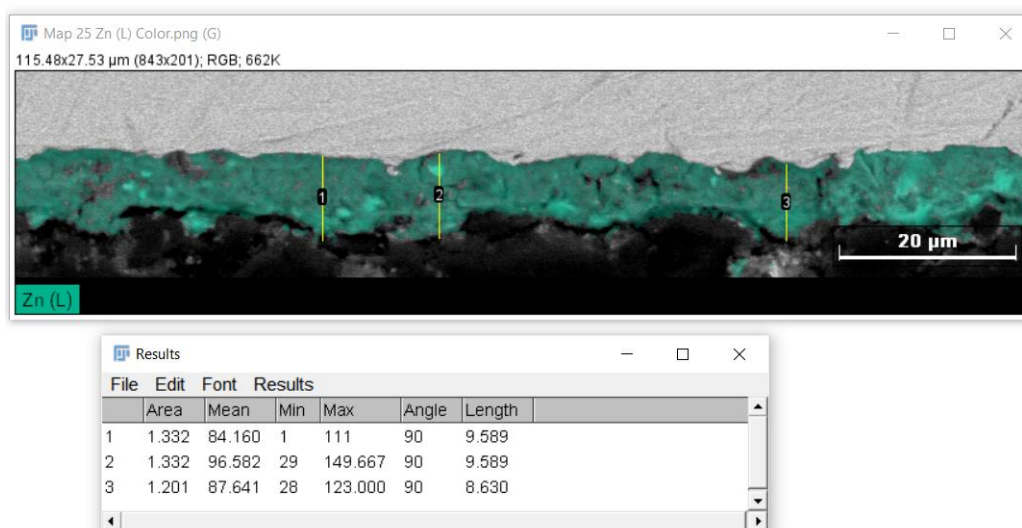 Map 25 Zn (L) Color.png (G)
115.48x27.53 µm (843x201); RGB; 662K
1
2
3
20 µm
Zn (L)
Results
File Edit Font Results
Area Mean Min Max Angle Length
1 1.332 84.160 1 111 90 9.589
2 1.332 96.582 29 149.667 90 9.589
3 1.201 87.641 28 123.000 90 8.630